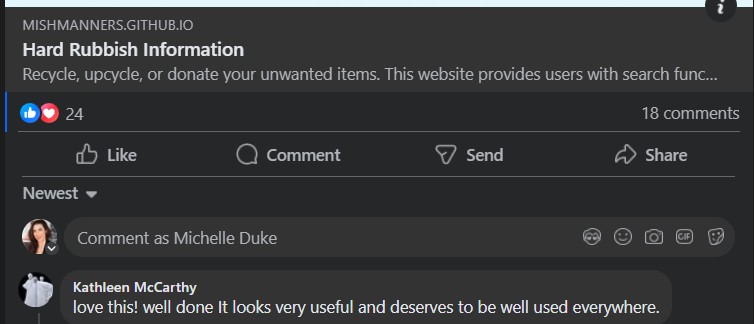 MISHMANNERS.GITHUB.IO
Hard Rubbish Information
Recycle, upcycle, or donate your unwanted items. This website provides users with search func...
24
18 comments
Like
Comment
Send
Share
Newest
Comment as Michelle Duke
GIF
Kathleen McCarthy
love this! well done It looks very useful and deserves to be well used everywhere.